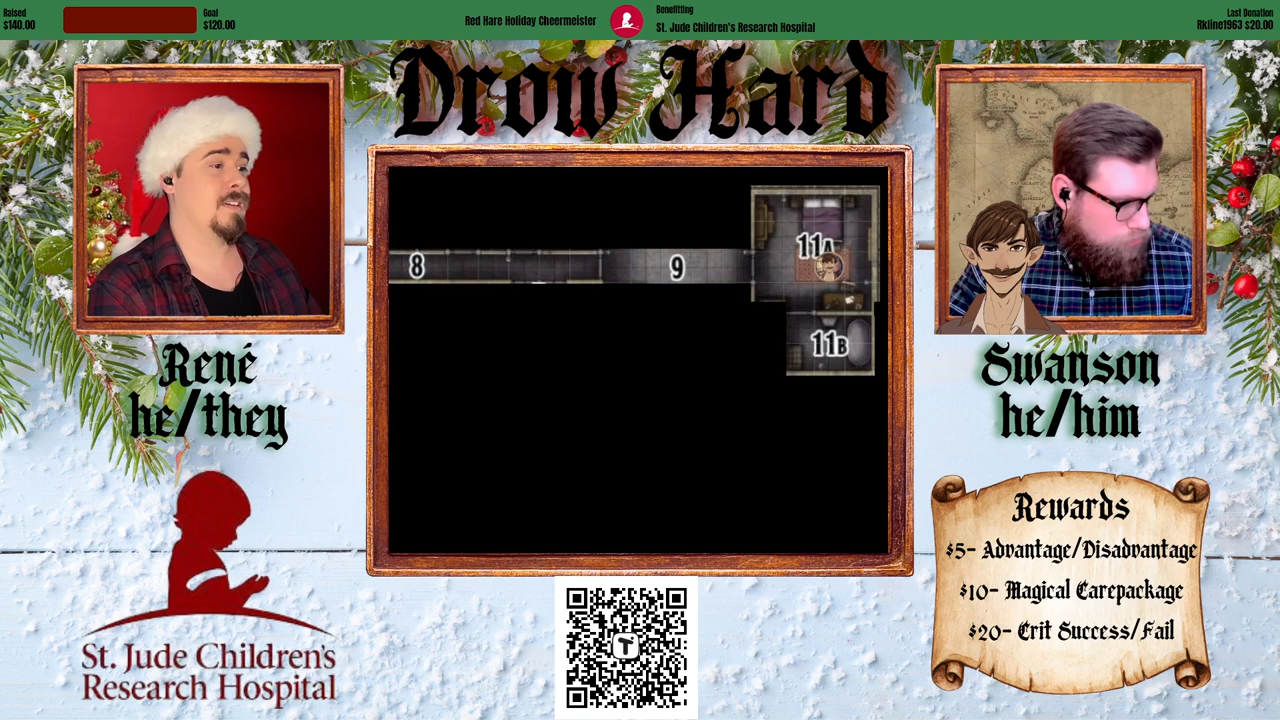 Raised
$140.00
Goal
$120.00
Red Hare Holiday Cheermeister
Benefitting
St. Jude Children's Research Hospital
Last Donation
Rkline1963 $20.00
Drow Hard
8
9
11A
11B
René
he/they
Swanson
he/him
St. Jude Children's
Research Hospital
Rewards
$5- Advantage/Disadvantage
$10- Magical Carepackage
$20- Crit Success/Fail